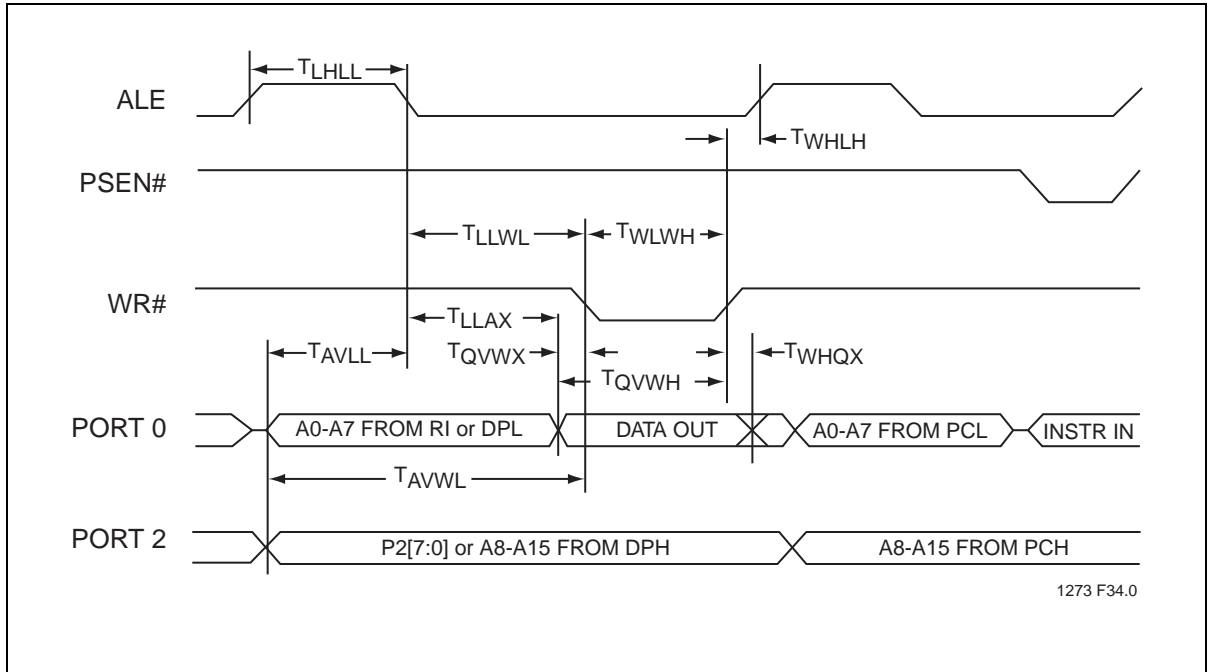 TLHLL
ALE
TWHLH
PSEN#
TLLWL
TWLWH
WR#
TLLAX
TAVLL
TQVWX
TWHQX
TQVWH
PORT 0
A0-A7 FROM RI or DPL
DATA OUT
A0-A7 FROM PCL
INSTR IN
TAVWL
PORT 2
P2[7:0] or A8-A15 FROM DPH
A8-A15 FROM PCH
1273 F34.0